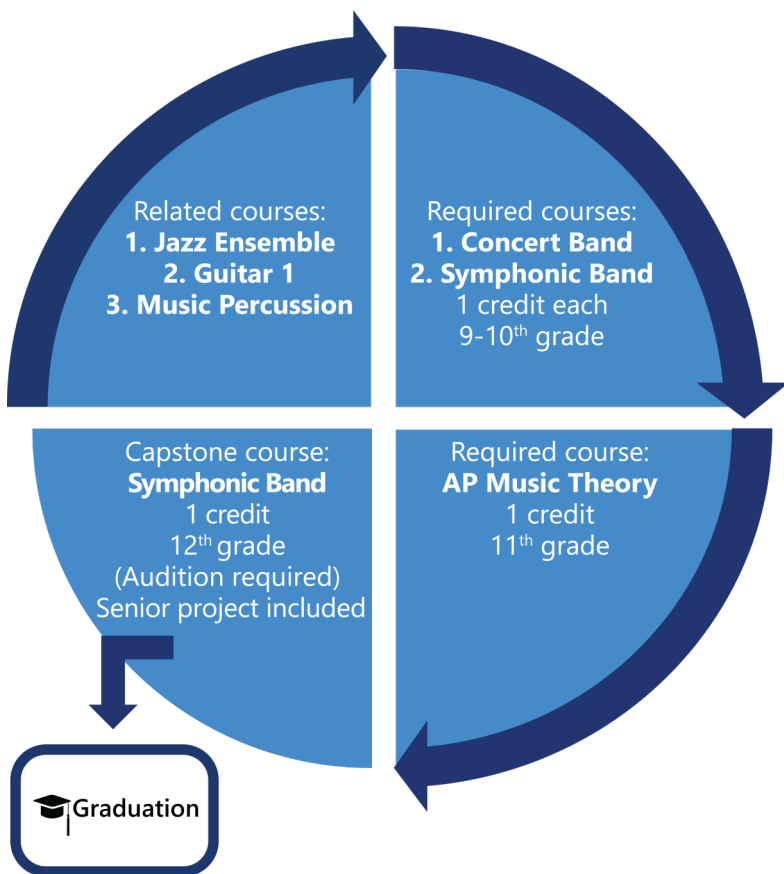 Related courses:
1. Jazz Ensemble
2. Guitar 1
3. Music Percussion
Required courses:
1. Concert Band
2. Symphonic Band
1 credit each
9-10th grade
Required course:
AP Music Theory
1 credit
11th grade
Capstone course:
Symphonic Band
1 credit
12th grade
(Audition required)
Senior project included
Graduation